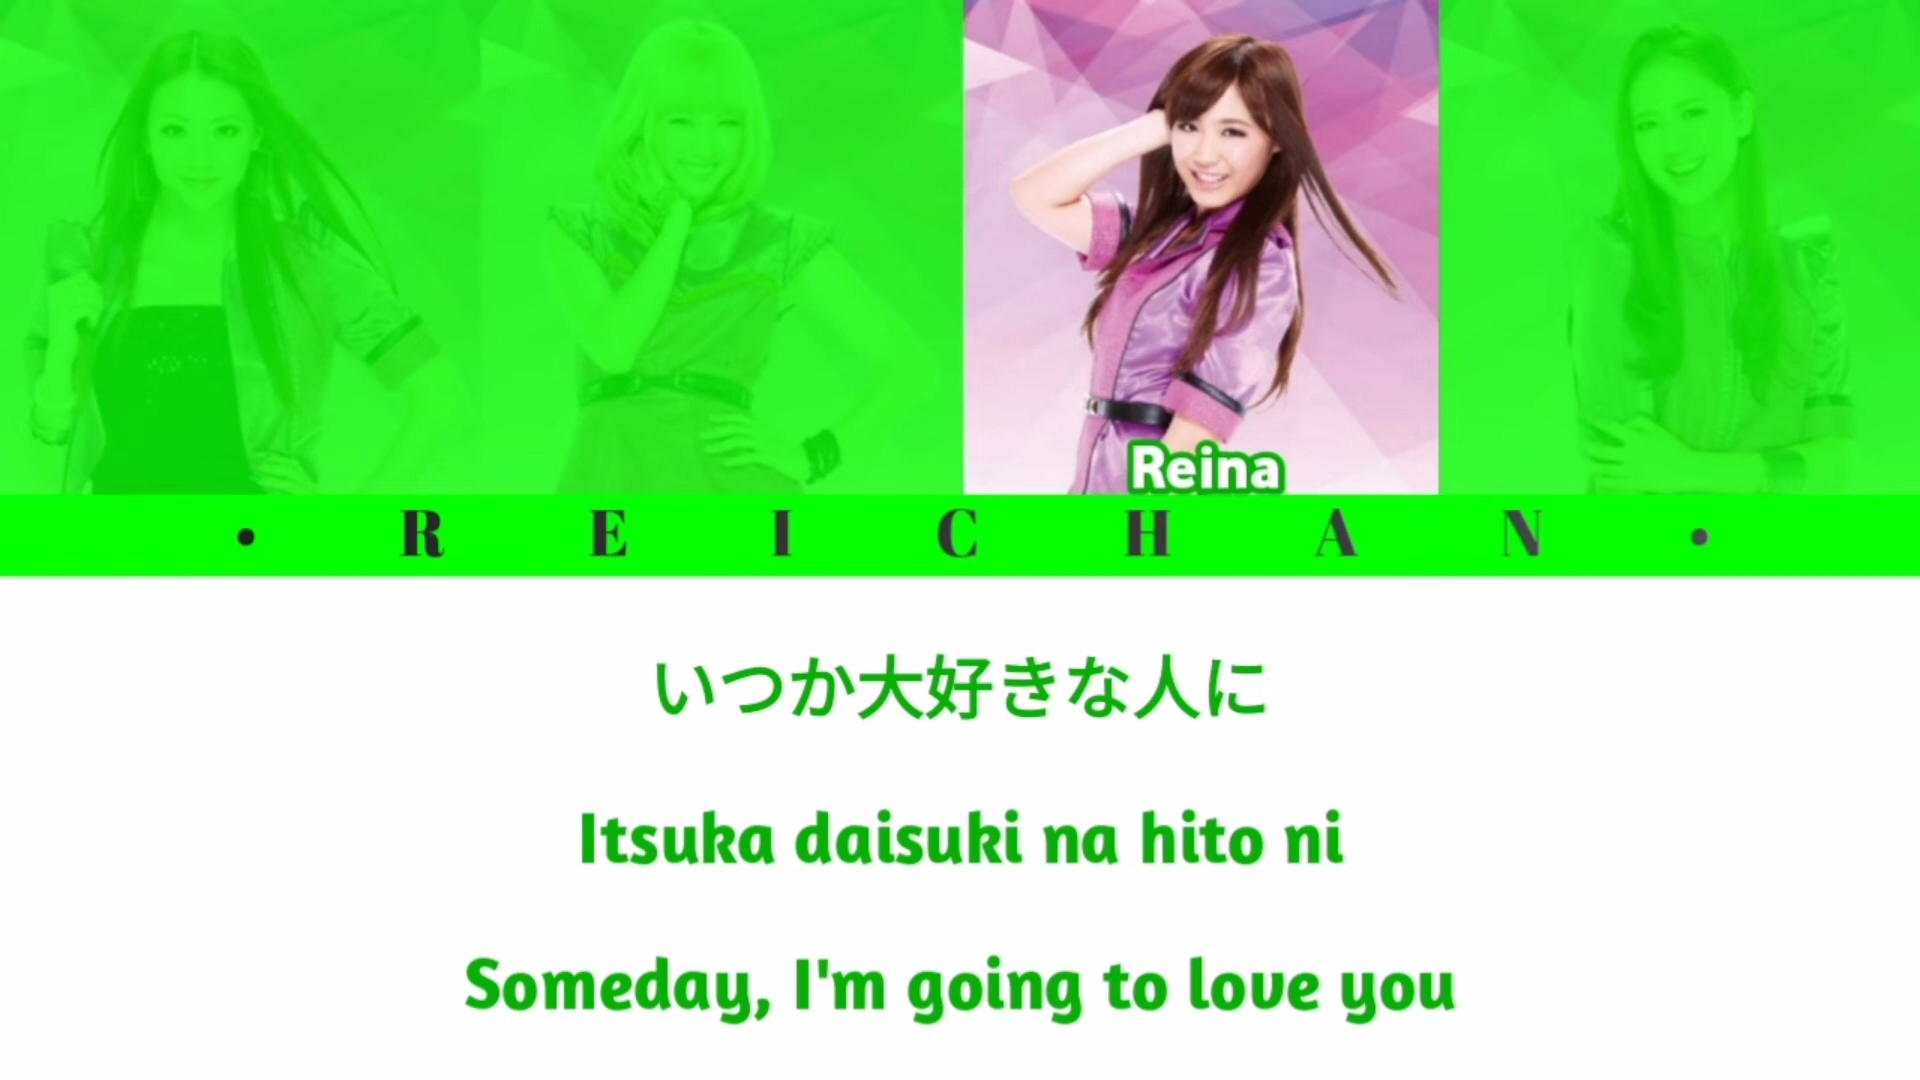 Reina
• R E I C H A N •
いつか大好きな人に
Itsuka daisuki na hito ni
Someday, I'm going to love you